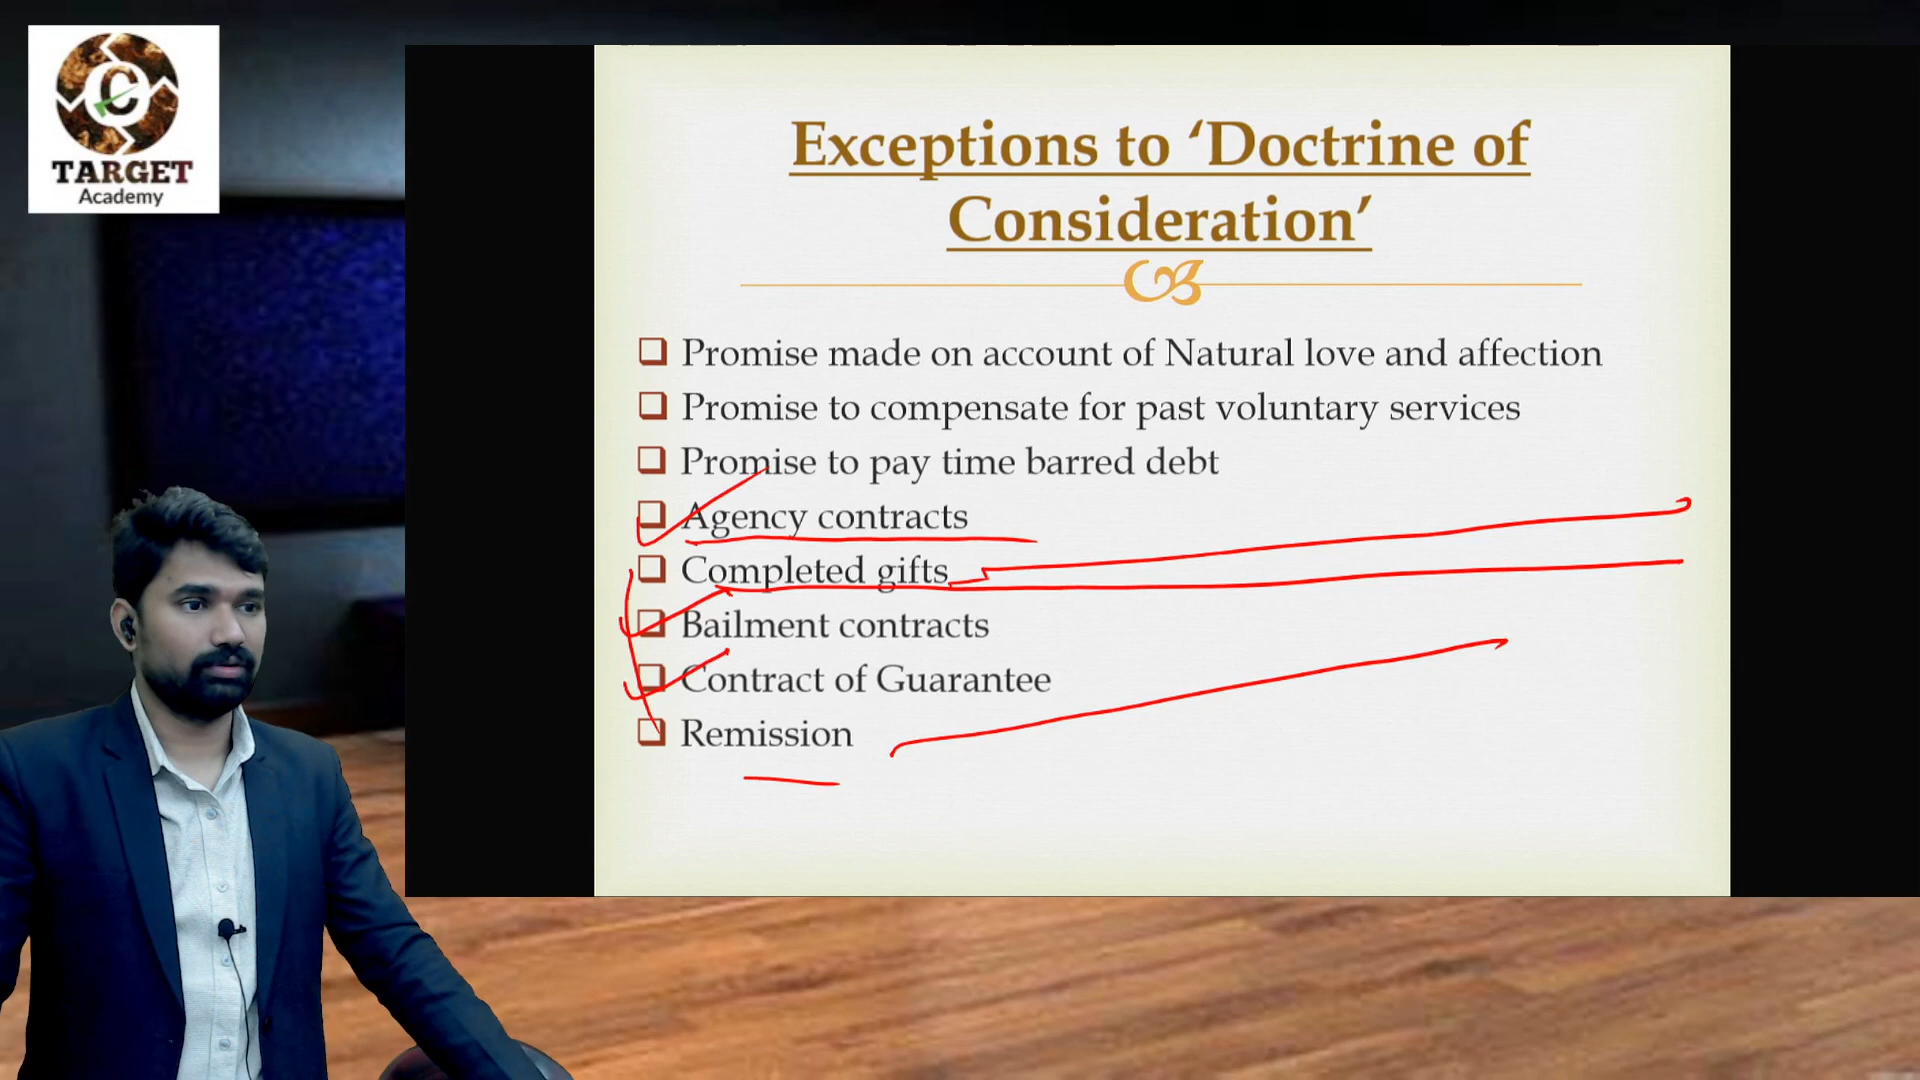 C
TARGET
Academy
Exceptions to ‘Doctrine of
Consideration’
Promise made on account of Natural love and affection
Promise to compensate for past voluntary services
Promise to pay time barred debt
Agency contracts
Completed gifts
Bailment contracts
Contract of Guarantee
Remission